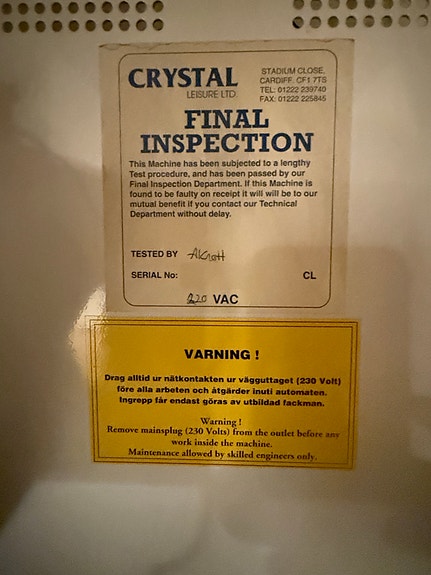 CRYSTAL
LEISURE LTD
STADIUM CLOSE,
CARDIFF. CF1 7TS
TEL: 01222 239740
FAX: 01222 225845
FINAL
INSPECTION
This Machine has been subjected to a lengthy
Test procedure, and has been passed by our
Final Inspection Department. If this Machine is
found to be faulty on receipt it will will be to our
mutual benefit if you contact our Technical
Department without delay.
TESTED BY
SERIAL No: CL
220 VAC
VARNING !
Drag alltid ur nätkontakten ur vägguttaget (230 Volt)
före alla arbeten och åtgärder inuti automaten.
Ingrepp får endast göras av utbildad fackman.
Warning !
Remove mainsplug (230 Volts) from the outlet before any
work inside the machine.
Maintenance allowed by skilled engineers only.